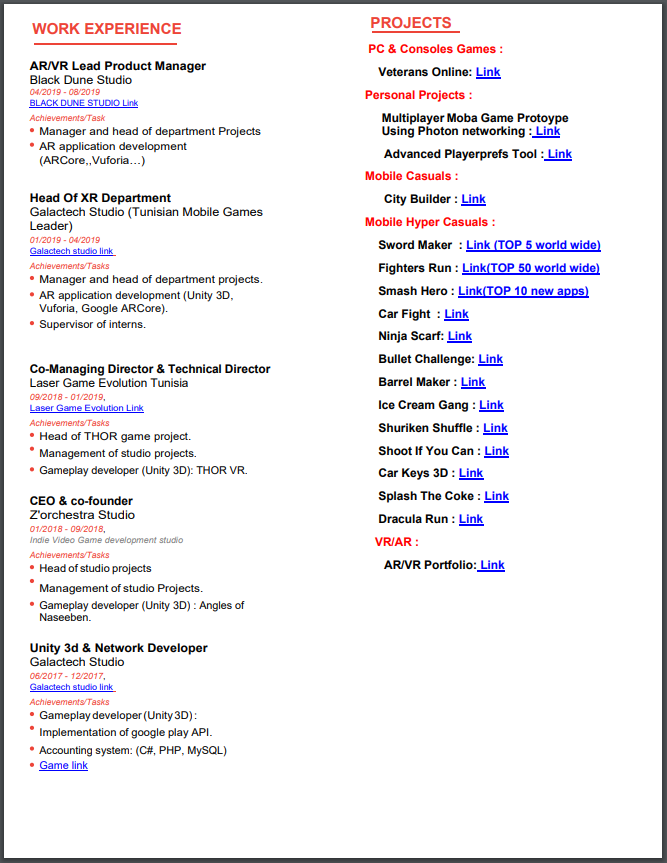 WORK EXPERIENCE
AR/VR Lead Product Manager
Black Dune Studio
04/2019 - 08/2019
BLACK DUNE STUDIO Link
Achievements/Task
• Manager and head of department Projects
• AR application development
(ARCore,,Vuforia…)
Head Of XR Department
Galactech Studio (Tunisian Mobile Games
Leader)
01/2019 - 04/2019
Galactech studio link
Achievements/Tasks
• Manager and head of department projects.
• AR application development (Unity 3D,
Vuforia, Google ARCore).
• Supervisor of interns.
Co-Managing Director & Technical Director
Laser Game Evolution Tunisia
09/2018 - 01/2019,
Laser Game Evolution Link
Achievements/Tasks
• Head of THOR game project.
• Management of studio projects.
• Gameplay developer (Unity 3D): THOR VR.
CEO & co-founder
Z'orchestra Studio
01/2018 - 09/2018,
Indie Video Game development studio
Achievements/Tasks
• Head of studio projects
• Management of studio Projects.
• Gameplay developer (Unity 3D) : Angles of
Naseeben.
Unity 3d & Network Developer
Galactech Studio
06/2017 - 12/2017,
Galactech studio link
Achievements/Tasks
• Gameplay developer (Unity 3D) :
• Implementation of google play API.
• Accounting system: (C#, PHP, MySQL)
• Game link
PROJECTS
PC & Consoles Games :
Veterans Online: Link
Personal Projects :
Multiplayer Moba Game Protoype
Using Photon networking : Link
Advanced Playerprefs Tool : Link
Mobile Casuals :
City Builder : Link
Mobile Hyper Casuals :
Sword Maker : Link (TOP 5 world wide)
Fighters Run : Link(TOP 50 world wide)
Smash Hero : Link(TOP 10 new apps)
Car Fight : Link
Ninja Scarf: Link
Bullet Challenge: Link
Barrel Maker : Link
Ice Cream Gang : Link
Shuriken Shuffle : Link
Shoot If You Can : Link
Car Keys 3D : Link
Splash The Coke : Link
Dracula Run : Link
VR/AR :
AR/VR Portfolio: Link